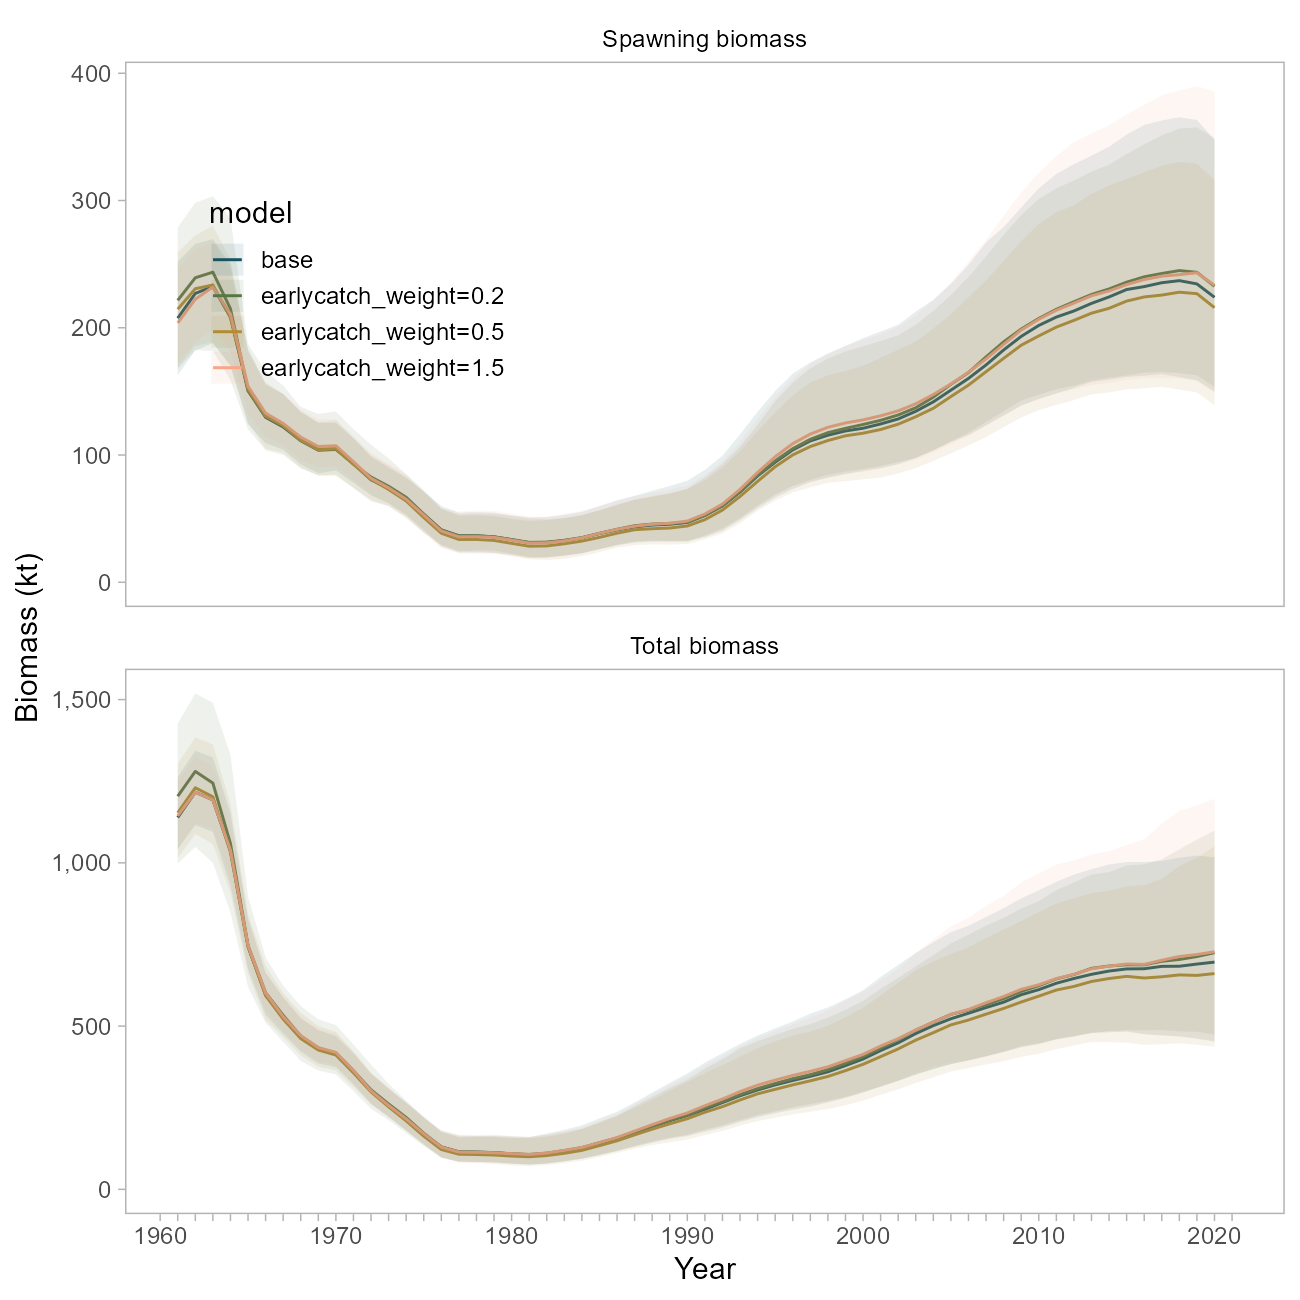 Spawning biomass
400
300
200
100
0
model
base
earlycatch_weight=0.2
earlycatch_weight=0.5
earlycatch_weight=1.5
Biomass (kt)
Total biomass
1,500
1,000
500
0
1960 1970 1980 1990 2000 2010 2020
Year